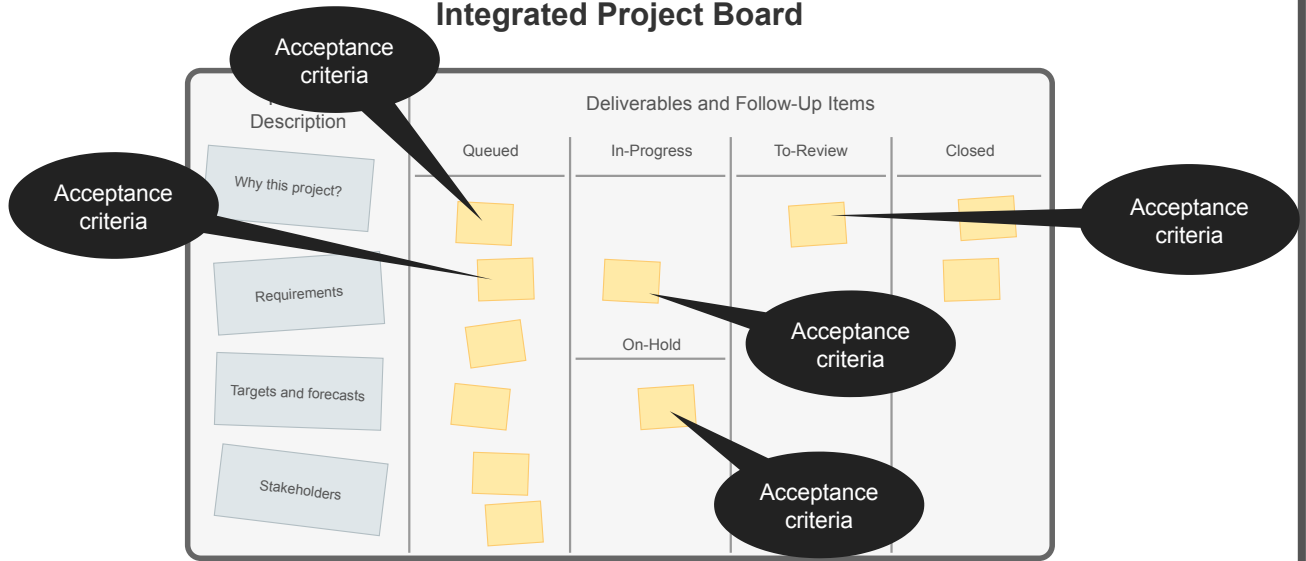 Integrated Project Board
Acceptance
criteria
Description
Deliverables and Follow-Up Items
Queued
In-Progress
To-Review
Closed
Why this project?
Acceptance
criteria
Acceptance
criteria
Requirements
Acceptance
criteria
On-Hold
Targets and forecasts
Stakeholders
Acceptance
criteria